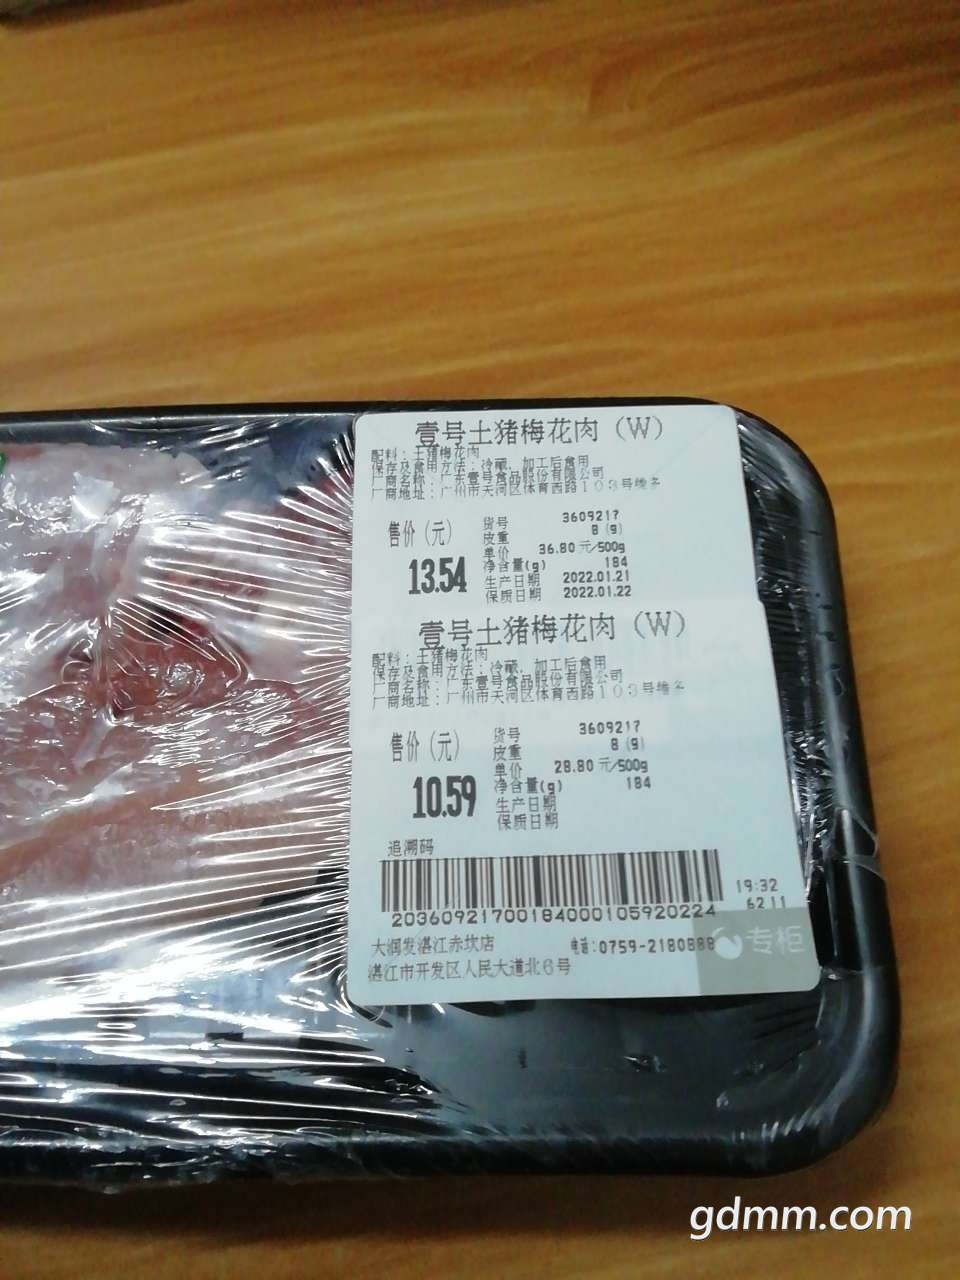 壹号土猪梅花肉（W）
配料：土猪梅花肉
保存及食用方法：冷藏，加工后食用
厂商名称：广东壹号食品股份有限公司
厂商地址：广州市天河区体育西路103号维多
售价（元）
13.54
货号 3609217
皮重 8（g）
单价 36.80元/500g
净含量(g) 184
生产日期 2022.01.21
保质日期 2022.01.22
壹号土猪梅花肉（W）
配料：土猪梅花肉
保存及食用方法：冷藏，加工后食用
厂商名称：广东壹号食品股份有限公司
厂商地址：广州市天河区体育西路103号维多
售价（元）
10.59
货号 3609217
皮重 8（g）
单价 28.80元/500g
净含量(g) 184
生产日期
保质日期
追溯码
19:32
6211
2036092170018400010592022​4
大润发湛江赤坎店 电话:0759-2180888
湛江市开发区人民大道北6号
专柜
gdmm.com